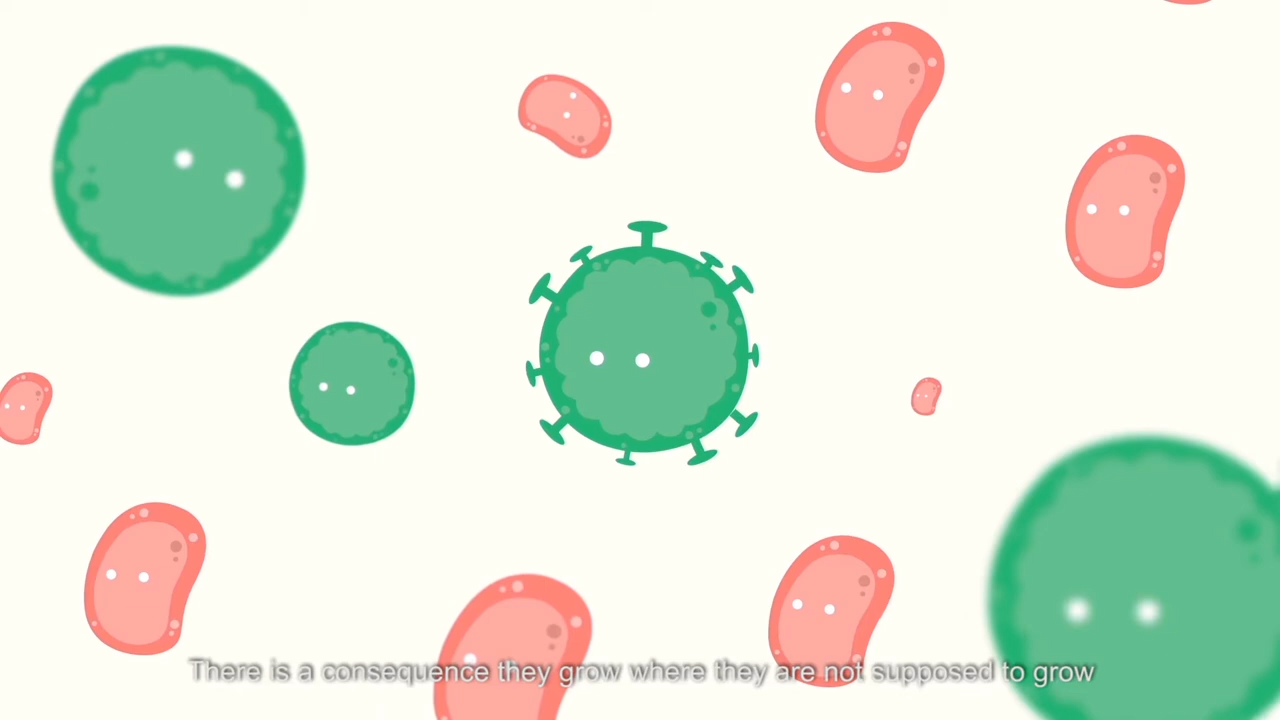 There is a consequence they grow where they are not supposed to grow